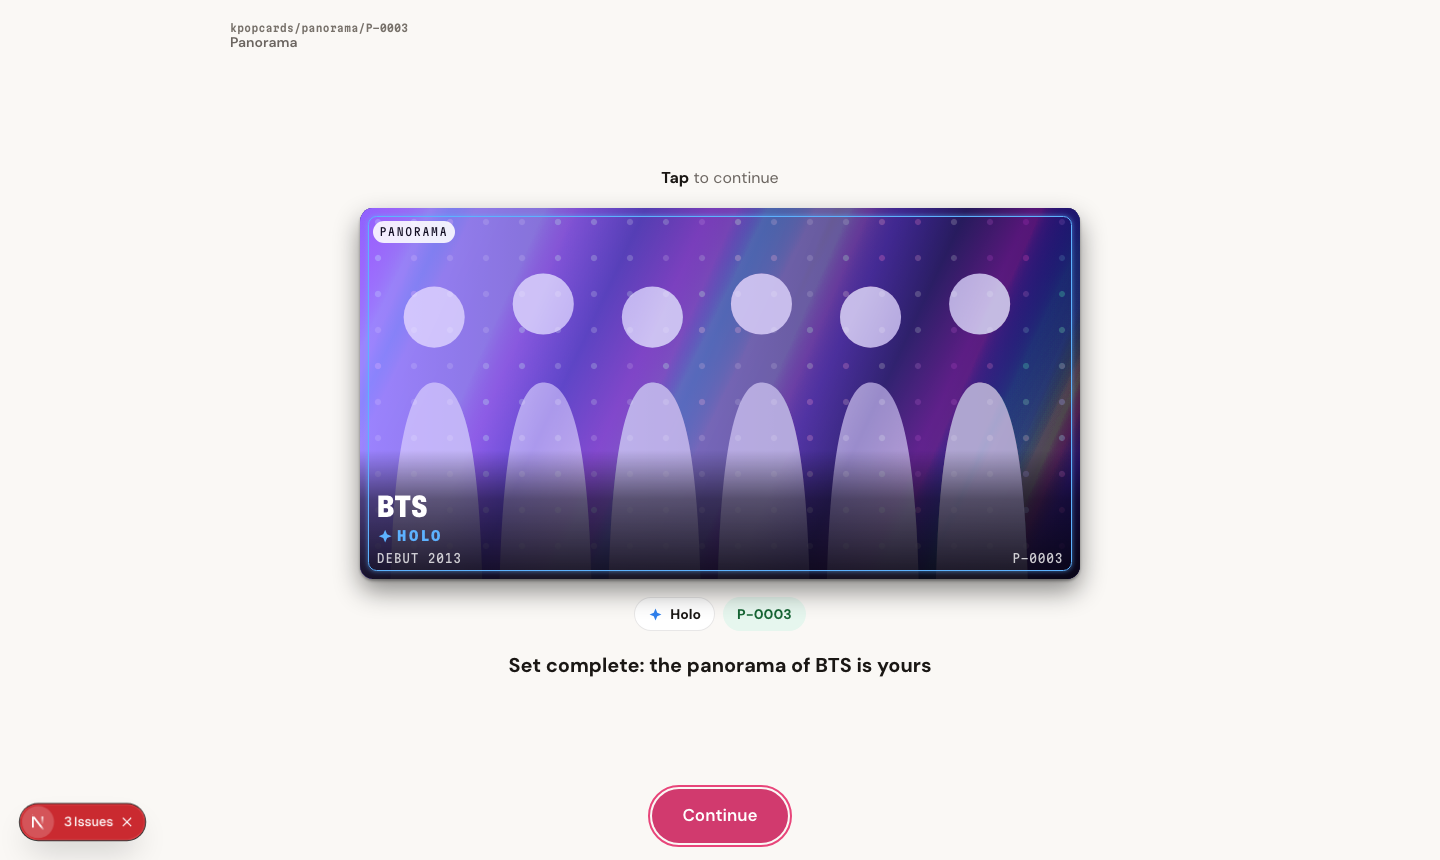 kpopcards/panorama/P-0003
Panorama
Tap to continue
PANORAMA
BTS
✦ HOLO
DEBUT 2013
P-0003
✦ Holo
P-0003
Set complete: the panorama of BTS is yours
Continue
N 3 Issues ×